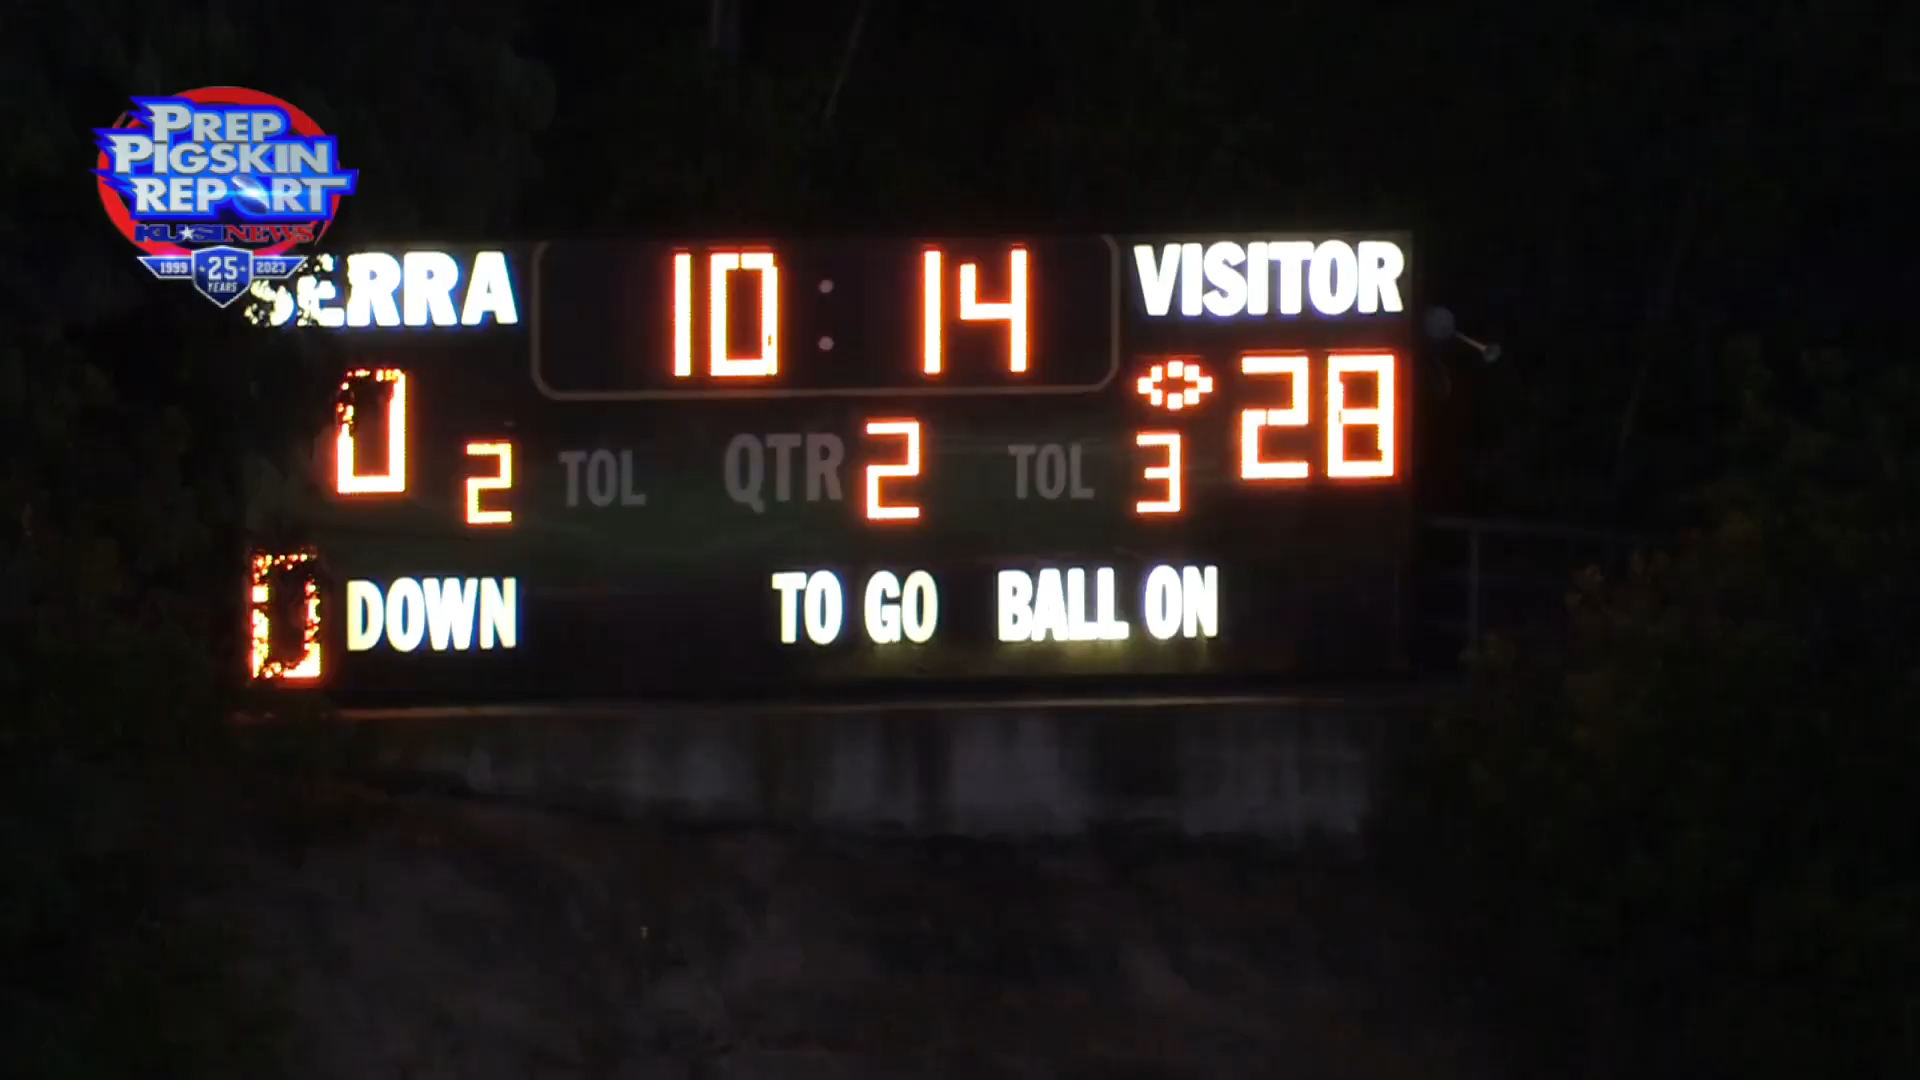 PREP
PIGSKIN
REPORT
KUSI NEWS
1999 25 2023
YEARS
SERRA 10 : 14 VISITOR
0 2 TOL QTR 2 TOL 3 28
0 DOWN TO GO BALL ON